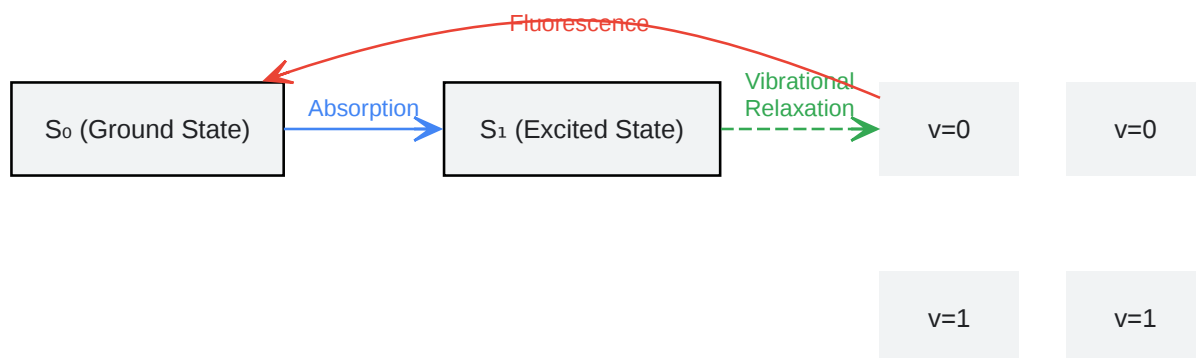 Fluorescence
S₀ (Ground State)
Absorption
S₁ (Excited State)
Vibrational
Relaxation
v=0
v=0
v=1
v=1